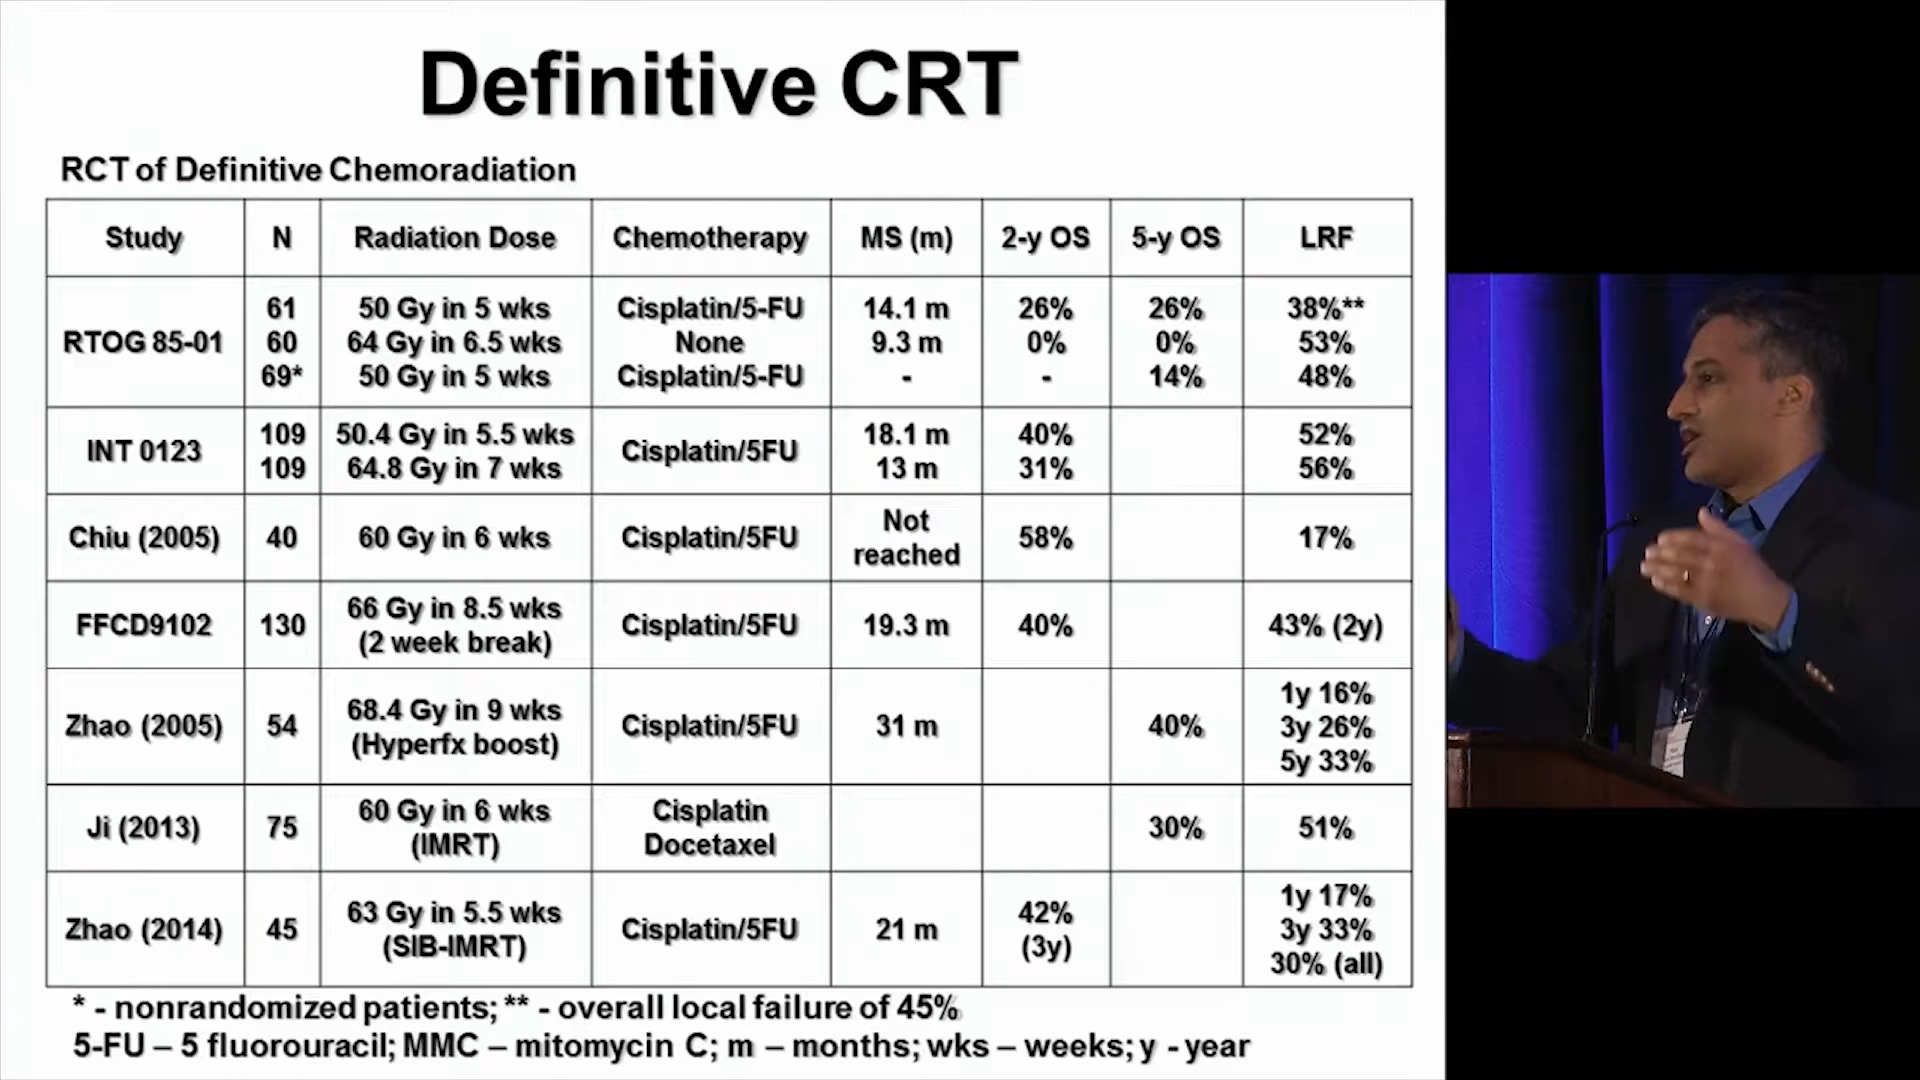 Definitive CRT
RCT of Definitive Chemoradiation
Study N Radiation Dose Chemotherapy MS (m) 2-y OS 5-y OS LRF
RTOG 85-01
61 50 Gy in 5 wks Cisplatin/5-FU 14.1 m 26% 26% 38%**
60 64 Gy in 6.5 wks None 9.3 m 0% 0% 53%
69* 50 Gy in 5 wks Cisplatin/5-FU - - 14% 48%
INT 0123
109 50.4 Gy in 5.5 wks Cisplatin/5FU 18.1 m 40% 52%
109 64.8 Gy in 7 wks 13 m 31% 56%
Chiu (2005) 40 60 Gy in 6 wks Cisplatin/5FU Not reached 58% 17%
FFCD9102 130 66 Gy in 8.5 wks (2 week break) Cisplatin/5FU 19.3 m 40% 43% (2y)
Zhao (2005) 54 68.4 Gy in 9 wks (Hyperfx boost) Cisplatin/5FU 31 m 40% 1y 16%
3y 26%
5y 33%
Ji (2013) 75 60 Gy in 6 wks (IMRT) Cisplatin Docetaxel 30% 51%
Zhao (2014) 45 63 Gy in 5.5 wks (SIB-IMRT) Cisplatin/5FU 21 m 42% (3y) 1y 17%
3y 33%
30% (all)
* - nonrandomized patients; ** - overall local failure of 45%
5-FU – 5 fluorouracil; MMC – mitomycin C; m – months; wks – weeks; y - year